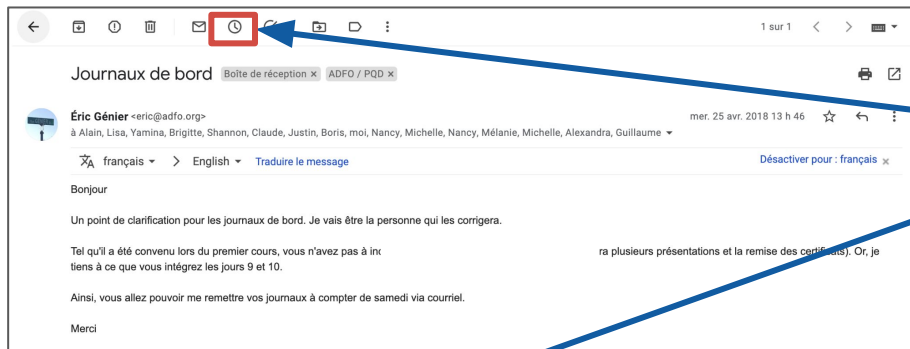 1 sur 1
Journaux de bord Boîte de réception × ADFO / PQD ×
Éric Génier <eric@adfo.org> mer. 25 avr. 2018 13 h 46
à Alain, Lisa, Yamina, Brigitte, Shannon, Claude, Justin, Boris, moi, Nancy, Michelle, Nancy, Mélanie, Michelle, Alexandra, Guillaume
français > English Traduire le message Désactiver pour : français ×
Bonjour
Un point de clarification pour les journaux de bord. Je vais être la personne qui les corrigera.
Tel qu'il a été convenu lors du premier cours, vous n'avez pas à plusieurs présentations et la remise des certificats). Or, je
tiens à ce que vous intégrez les jours 9 et 10.
Ainsi, vous allez pouvoir me remettre vos journaux à compter de samedi via courriel.
Merci